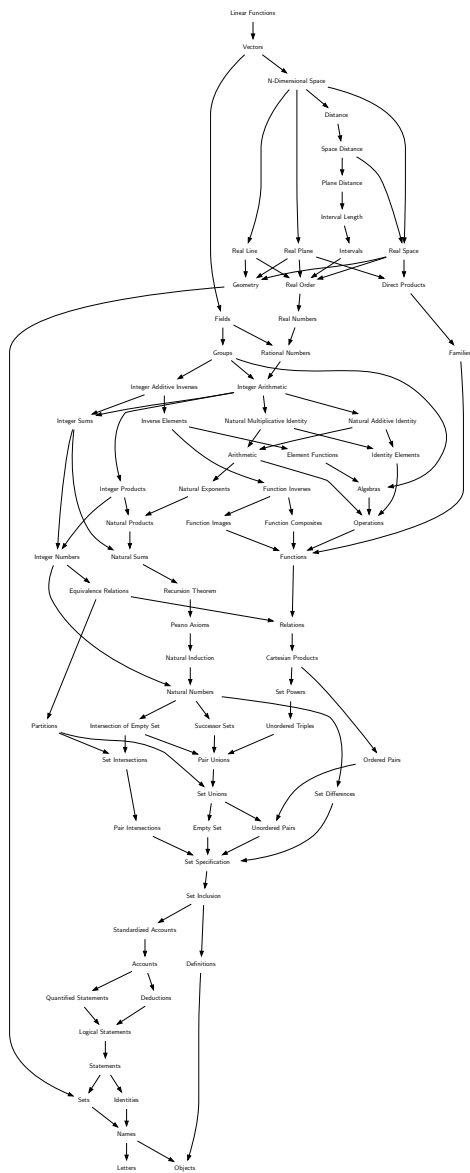 Linear Functions
Vectors
N-Dimensional Space
Distance
Space Distance
Plane Distance
Interval Length
Real Line Real Plane Intervals Real Space
Geometry Real Order Direct Products
Fields Real Numbers
Groups Rational Numbers Families
Integer Additive Inverses Integer Arithmetic
Integer Sums Inverse Elements Natural Multiplicative Identity Natural Additive Identity
Arithmetic Element Functions Identity Elements
Integer Products Natural Exponents Function Inverses Algebras
Natural Products Function Images Function Composites Operations
Integer Numbers Natural Sums Functions
Equivalence Relations Recursion Theorem
Peano Axioms Relations
Natural Induction Cartesian Products
Natural Numbers Set Powers
Partitions Intersection of Empty Set Successor Sets Unordered Triples
Set Intersections Pair Unions Ordered Pairs
Set Unions Set Differences
Pair Intersections Empty Set Unordered Pairs
Set Specification
Set Inclusion
Standardized Accounts
Accounts Definitions
Quantified Statements Deductions
Logical Statements
Statements
Sets Identities
Names
Letters Objects